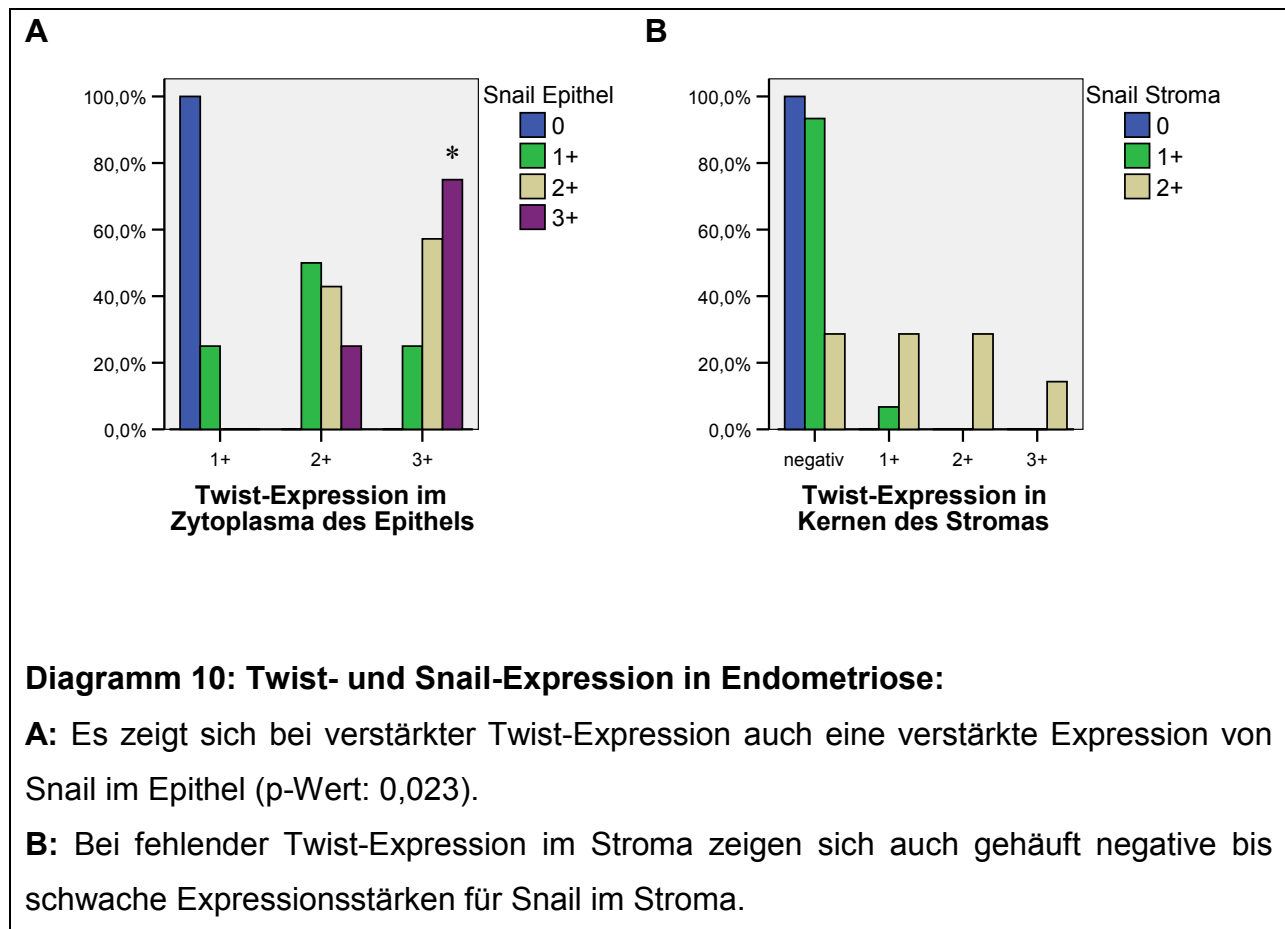 A
100,0%
80,0%
60,0%
40,0%
20,0%
0,0%
*
1+
2+
3+
Twist-Expression im
Zytoplasma des Epithels
Snail Epithel
0
1+
2+
3+
B
100,0%
80,0%
60,0%
40,0%
20,0%
0,0%
negativ
1+
2+
3+
Twist-Expression in
Kernen des Stromas
Snail Stroma
0
1+
2+
Diagramm 10: Twist- und Snail-Expression in Endometriose:
A: Es zeigt sich bei verstärkter Twist-Expression auch eine verstärkte Expression von
Snail im Epithel (p-Wert: 0,023).
B: Bei fehlender Twist-Expression im Stroma zeigen sich auch gehäuft negative bis
schwache Expressionsstärken für Snail im Stroma.